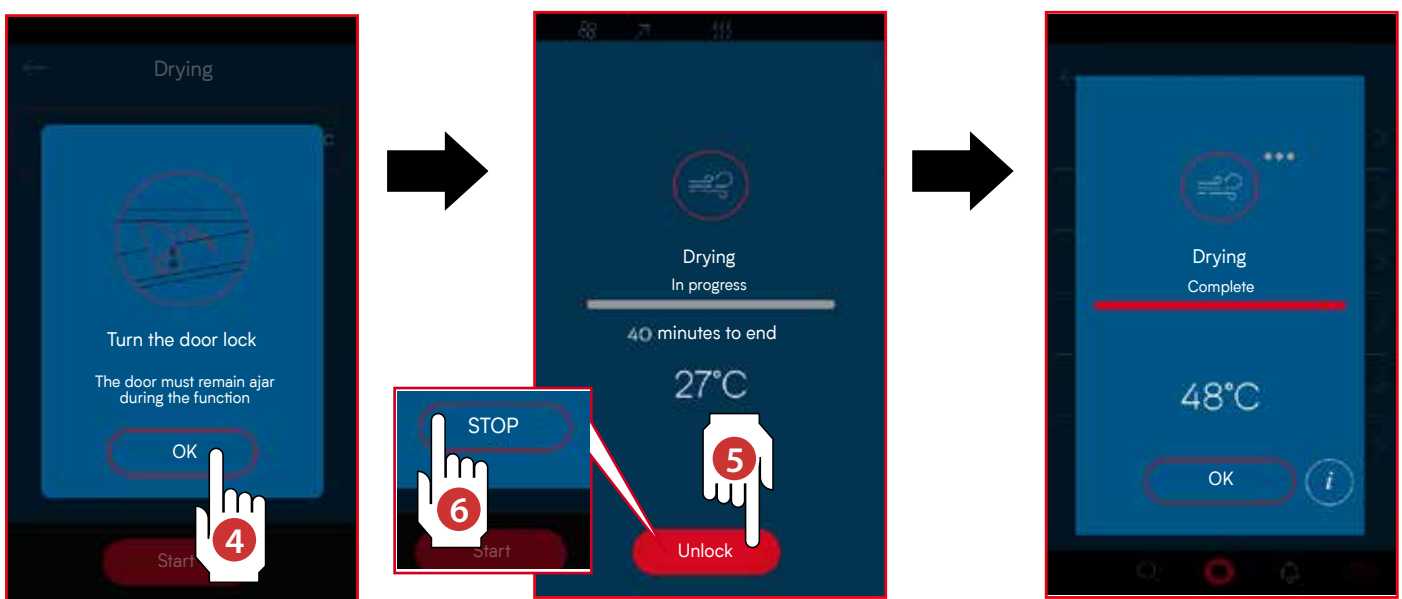 Drying
Turn the door lock
The door must remain ajar
during the function
OK
4
Start
Drying
In progress
40 minutes to end
27°C
5
Unlock
STOP
6
Start
Drying
Complete
48°C
OK
i